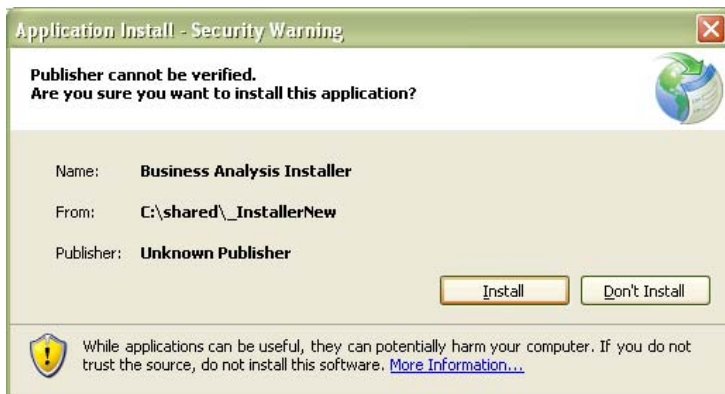 Application Install - Security Warning
Publisher cannot be verified.
Are you sure you want to install this application?
Name: Business Analysis Installer
From: C:\shared\_InstallerNew
Publisher: Unknown Publisher
Install Don't Install
While applications can be useful, they can potentially harm your computer. If you do not
trust the source, do not install this software. More Information...